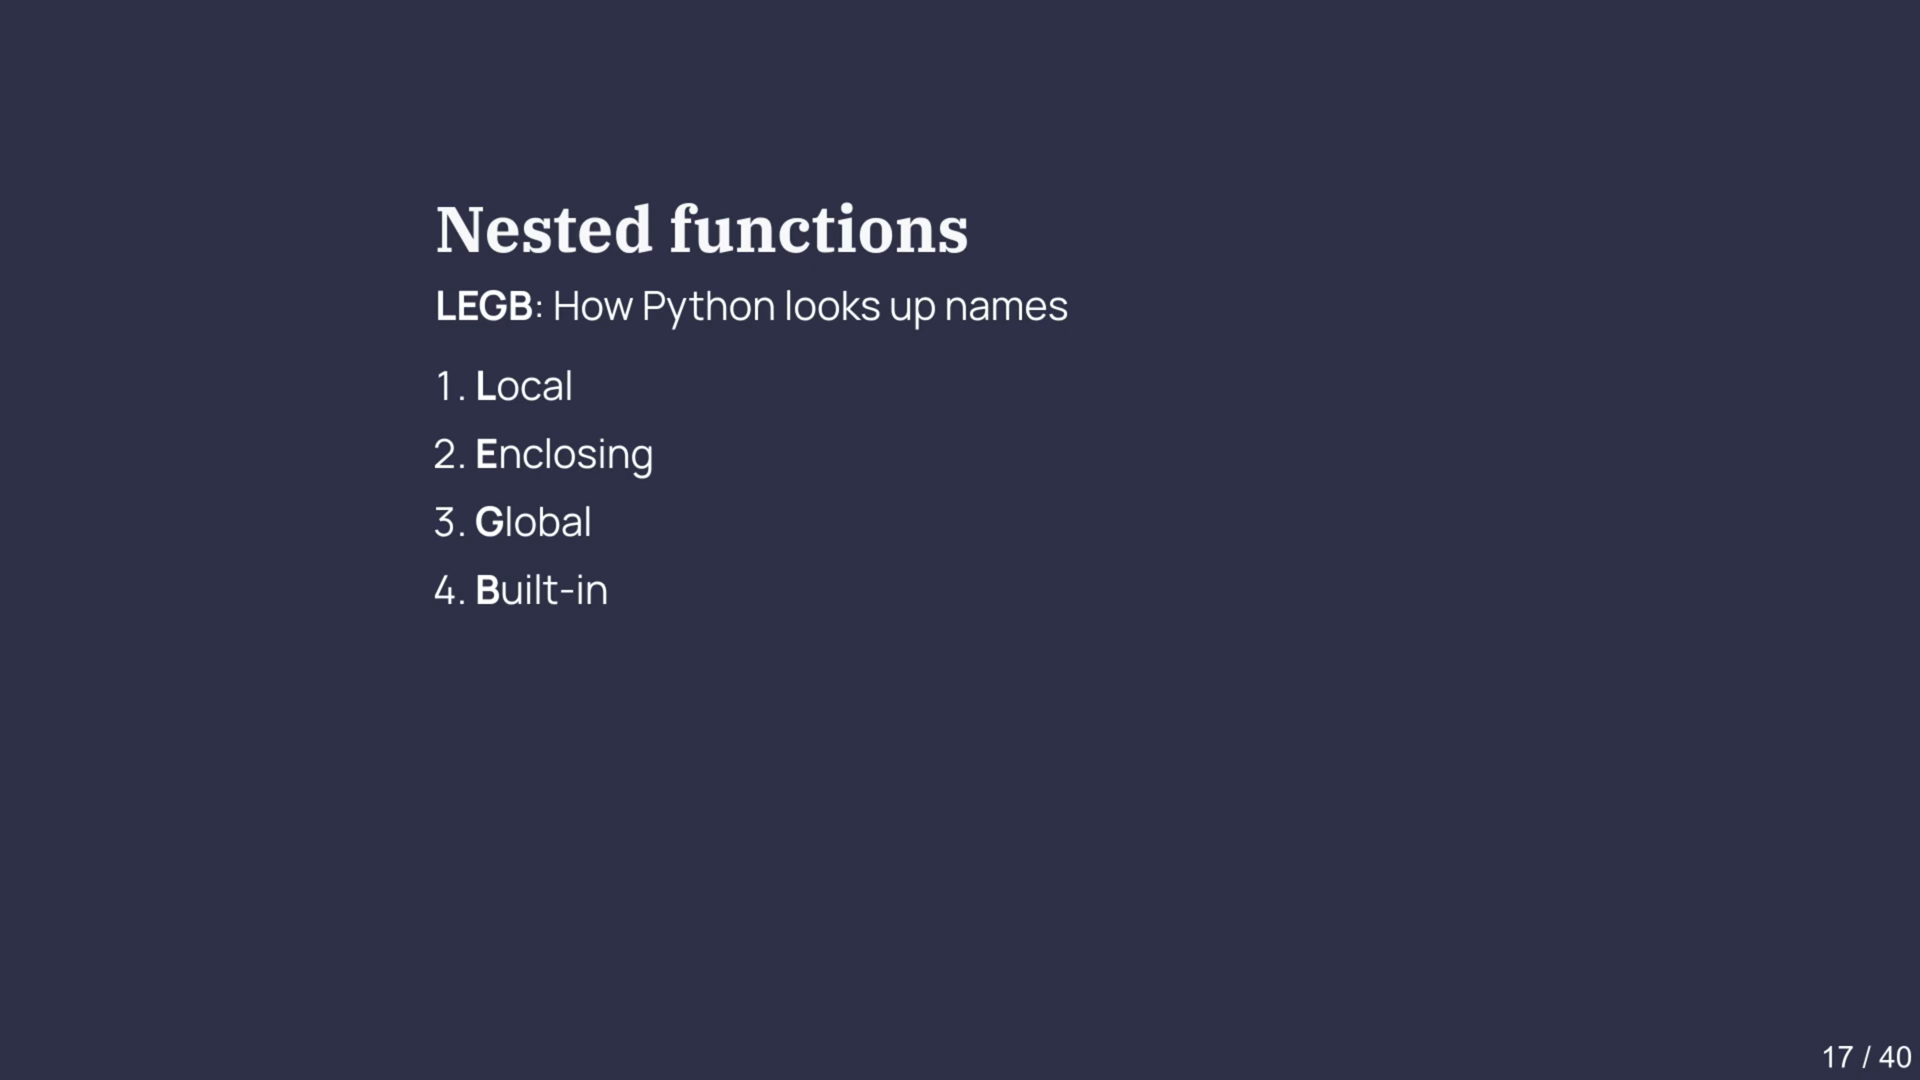 Nested functions
LEGB: How Python looks up names
1. Local
2. Enclosing
3. Global
4. Built-in
17 / 40